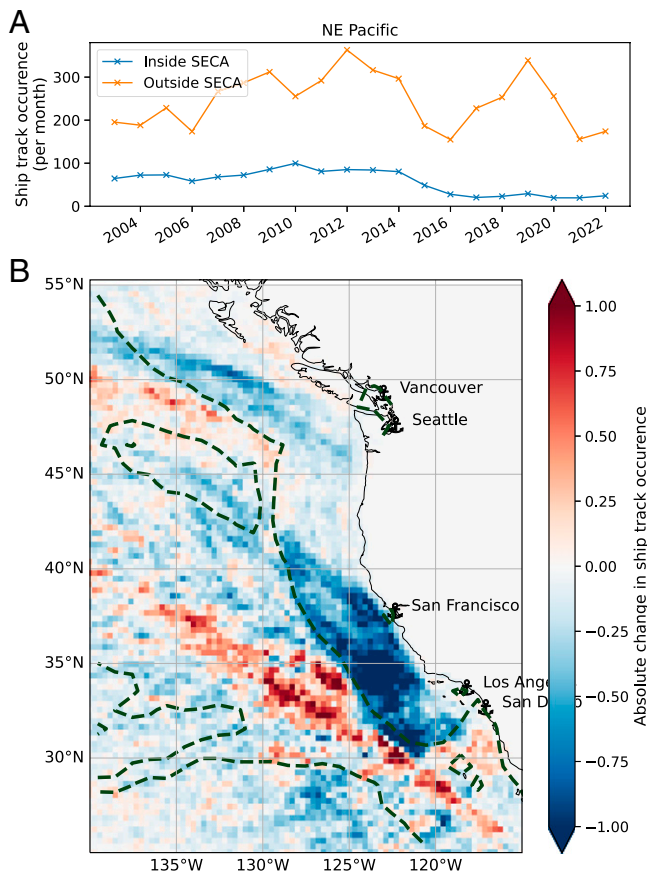 A
NE Pacific
Ship track occurence
(per month)
300
200
100
0
Inside SECA
Outside SECA
2004
2006
2008
2010
2012
2014
2016
2018
2020
2022
B
55°N
50°N
45°N
40°N
35°N
30°N
Vancouver
Seattle
San Francisco
Los Ange
San D
135°W
130°W
125°W
120°W
1.00
0.75
0.50
0.25
0.00
−0.25
−0.50
−0.75
−1.00
Absolute change in ship track occurence